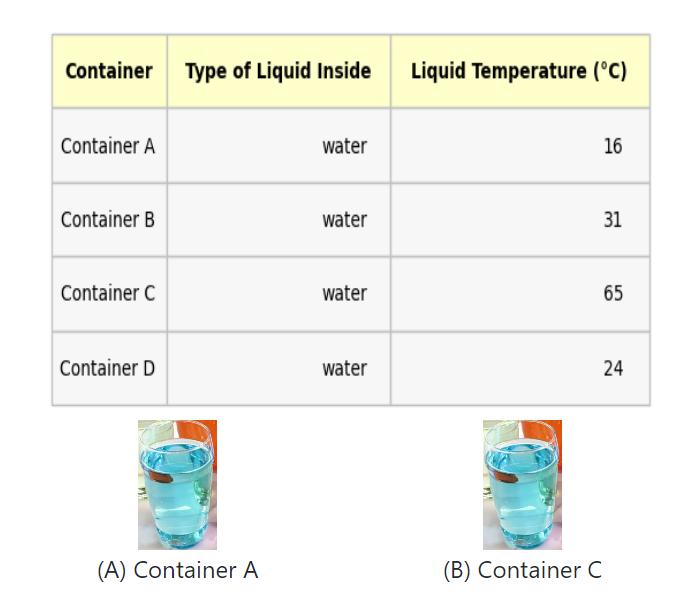 Container Type of Liquid Inside Liquid Temperature (°C)
Container A water 16
Container B water 31
Container C water 65
Container D water 24
(A) Container A (B) Container C